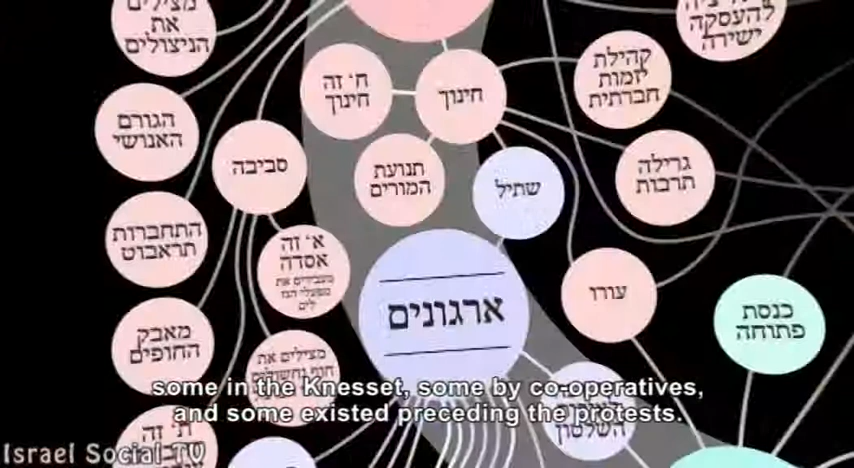 מצילים
את
הניצולים
להעסקה
ישירה
קהילת
יזמות
חברתית
ח' זה
חינוך
חינוך
הגורם
האנושי
סביבה
תנועת
המורים
שתיל
גרילה
תרבות
התחברות
תראבוט
א' זה
אסדה
ארגונים
עורו
כנסת
פתוחה
מאבק
החופים
מצילים את
השלטון
ת' זה
some in the Knesset, some by co-operatives,
and some existed preceding the protests.
Israel Social TV